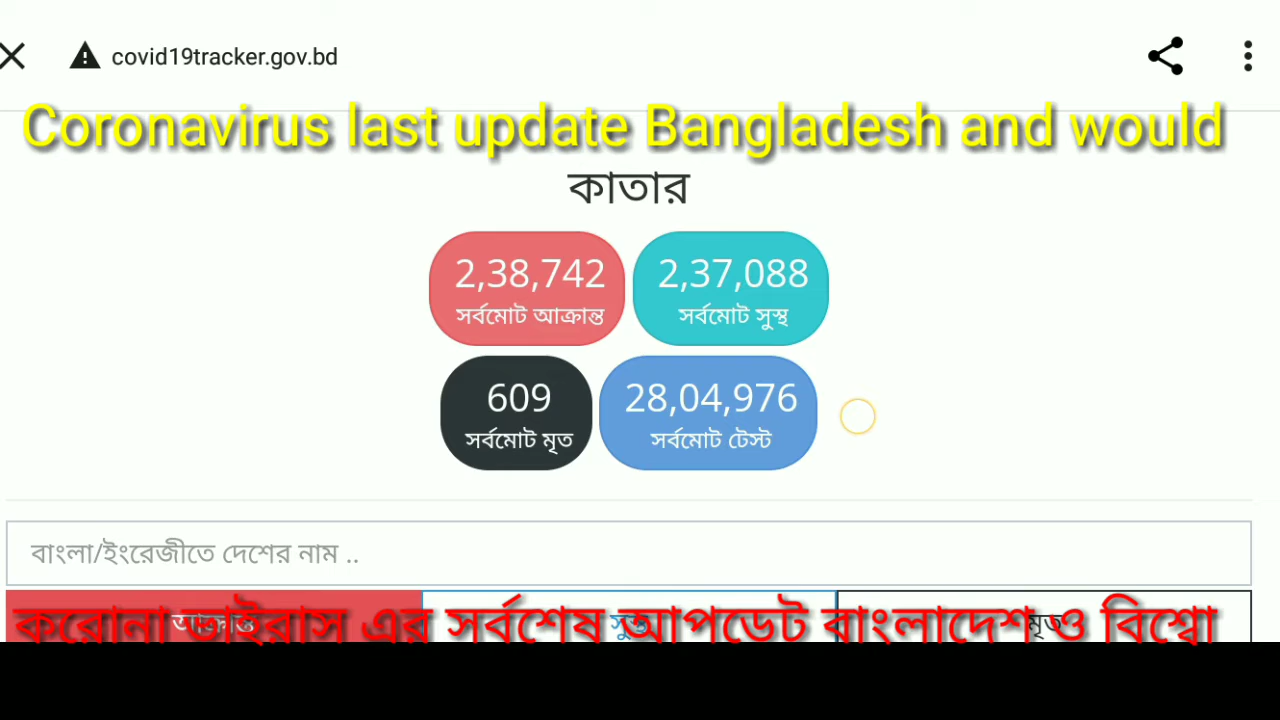 covid19tracker.gov.bd
Coronavirus last update Bangladesh and would
কাতার
2,38,742 2,37,088
সর্বমোট আক্রান্ত সর্বমোট সুস্থ
609 28,04,976
সর্বমোট মৃত সর্বমোট টেস্ট
বাংলা/ইংরেজীতে দেশের নাম ..
আক্রান্ত সুস্থ মৃত
করোনা ভাইরাস এর সর্বশেষ আপডেট বাংলাদেশ ও বিশ্বো